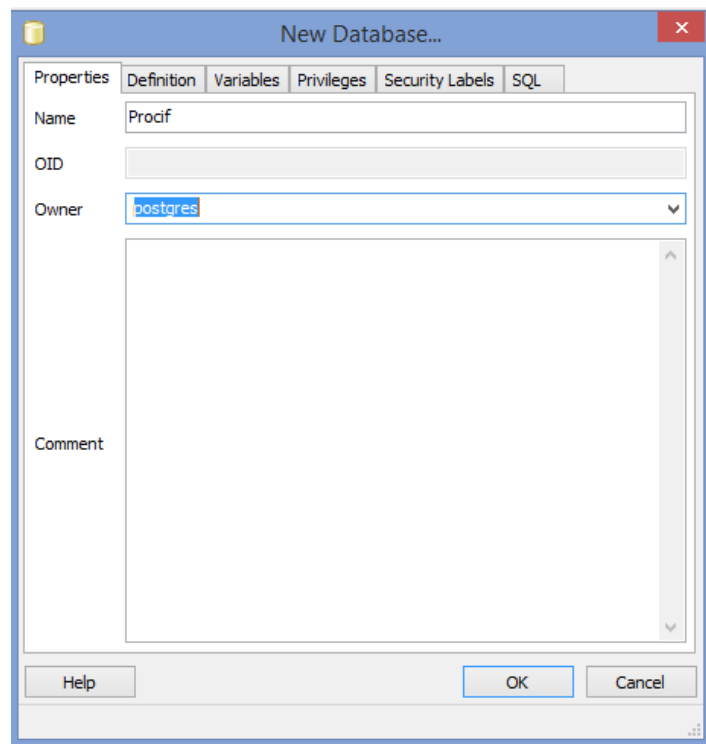 New Database...
Properties Definition Variables Privileges Security Labels SQL
Name Procif
OID
Owner postgres
Comment
Help OK Cancel